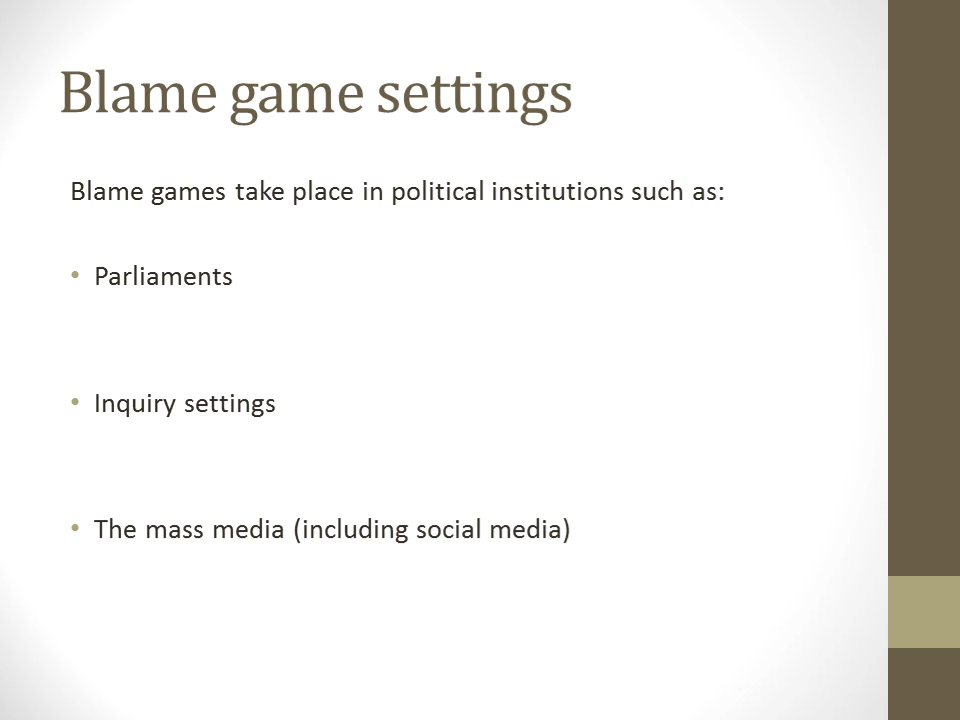 Blame game settings
Blame games take place in political institutions such as:
• Parliaments
• Inquiry settings
• The mass media (including social media)